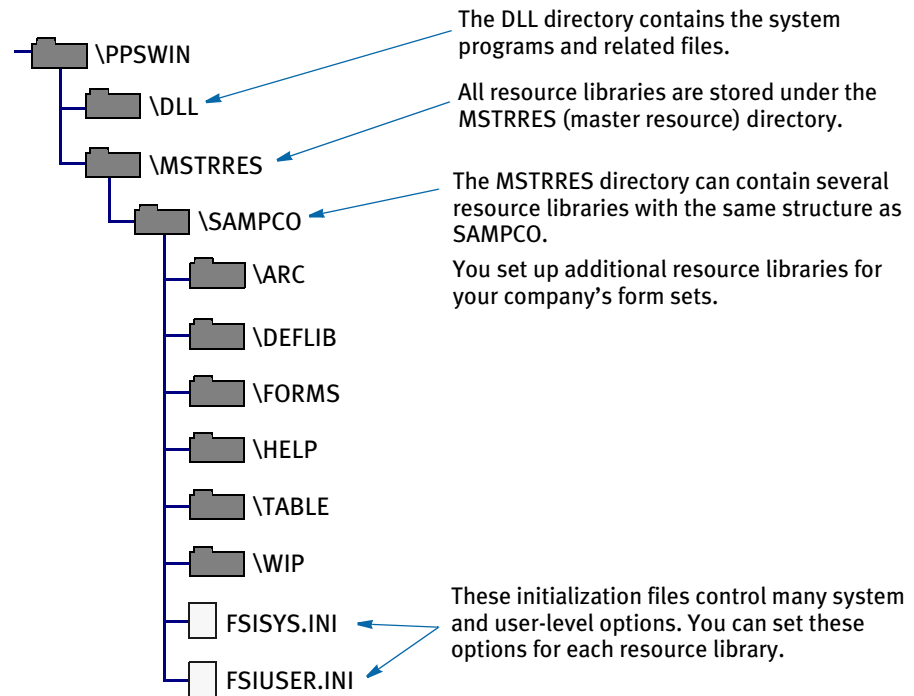 \PPSWIN
The DLL directory contains the system
programs and related files.
\DLL
All resource libraries are stored under the
MSTRRES (master resource) directory.
\MSTRRES
The MSTRRES directory can contain several
resource libraries with the same structure as
SAMPCO.
\SAMPCO
You set up additional resource libraries for
your company’s form sets.
\ARC
\DEFLIB
\FORMS
\HELP
\TABLE
\WIP
These initialization files control many system
and user-level options. You can set these
options for each resource library.
FSISYS.INI
FSIUSER.INI